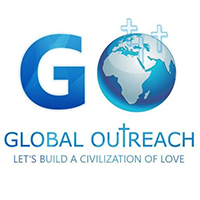 GO
GLOBAL OUTREACH
LET'S BUILD A CIVILIZATION OF LOVE